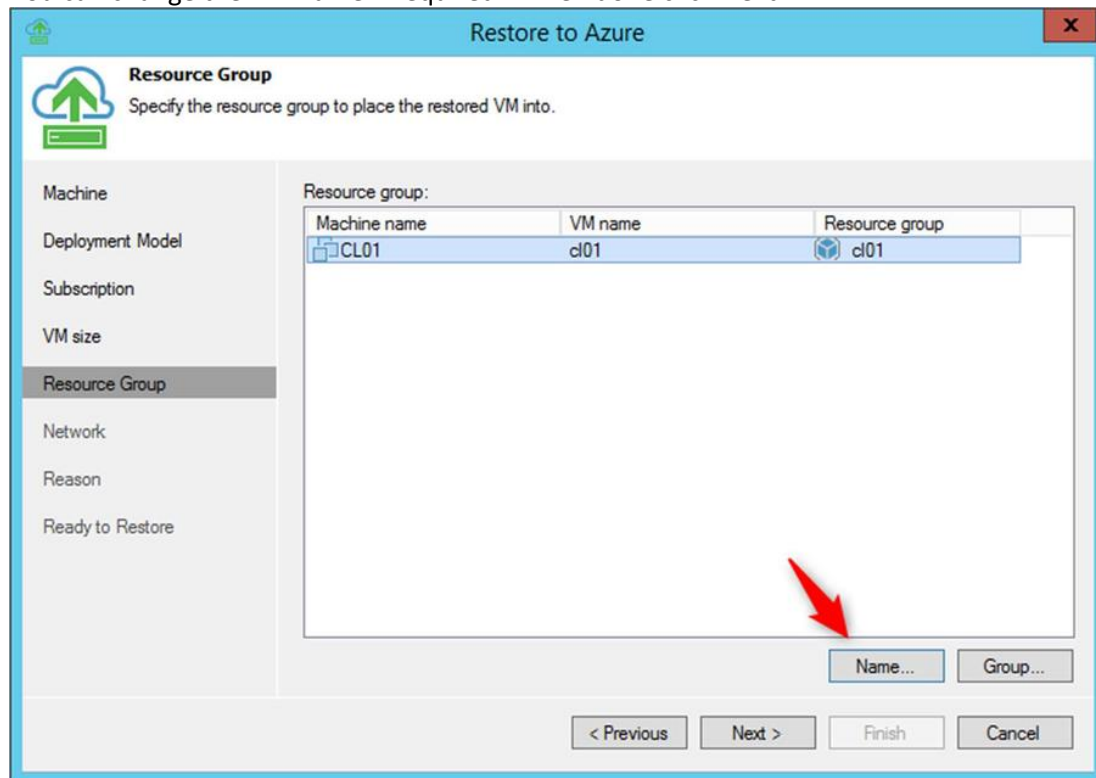 Restore to Azure
x
Resource Group
Specify the resource group to place the restored VM into.
Machine
Deployment Model
Subscription
VM size
Resource Group
Network
Reason
Ready to Restore
Resource group:
Machine name VM name Resource group
CL01 cl01 cl01
Name... Group...
< Previous Next > Finish Cancel